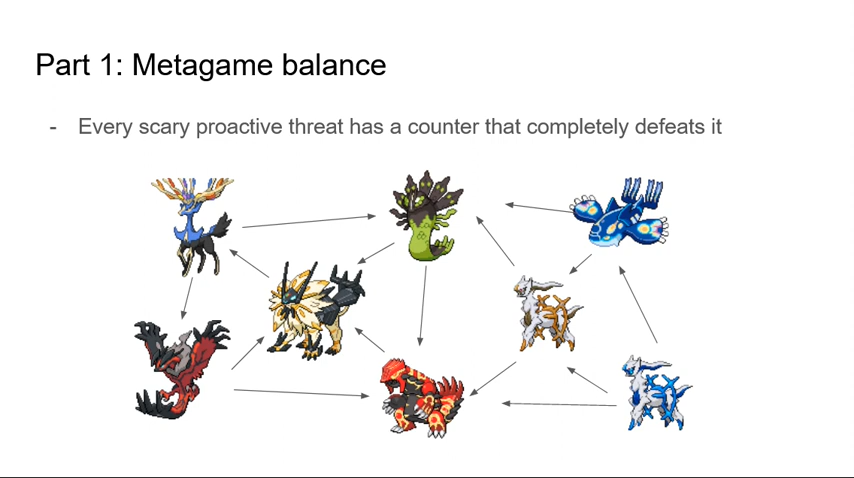 Part 1: Metagame balance
- Every scary proactive threat has a counter that completely defeats it